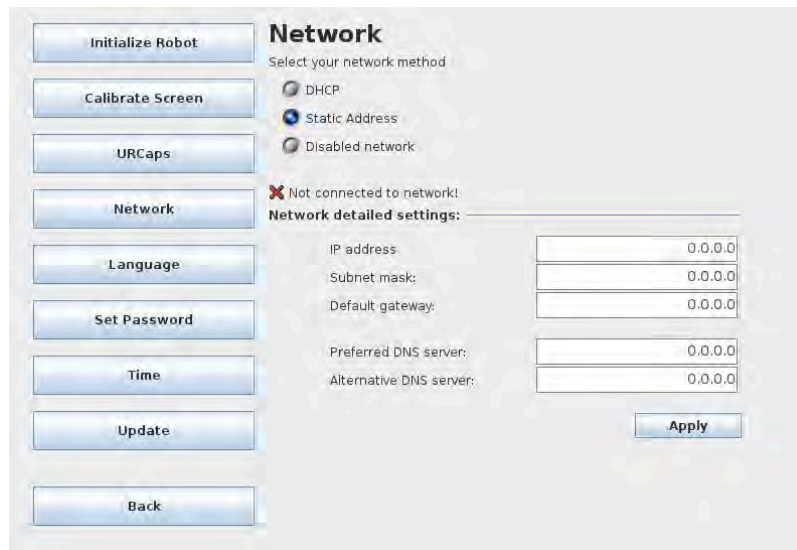 Initialize Robot
Calibrate Screen
URCaps
Network
Language
Set Password
Time
Update
Back
Network
Select your network method
DHCP
Static Address
Disabled network
Not connected to network!
Network detailed settings:
IP address 0.0.0.0
Subnet mask: 0.0.0.0
Default gateway: 0.0.0.0
Preferred DNS server: 0.0.0.0
Alternative DNS server: 0.0.0.0
Apply